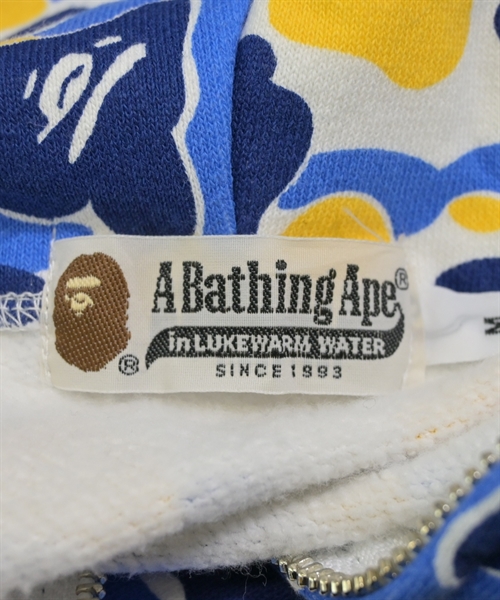 A Bathing Ape®
in LUKEWARM WATER
® SINCE 1993
M